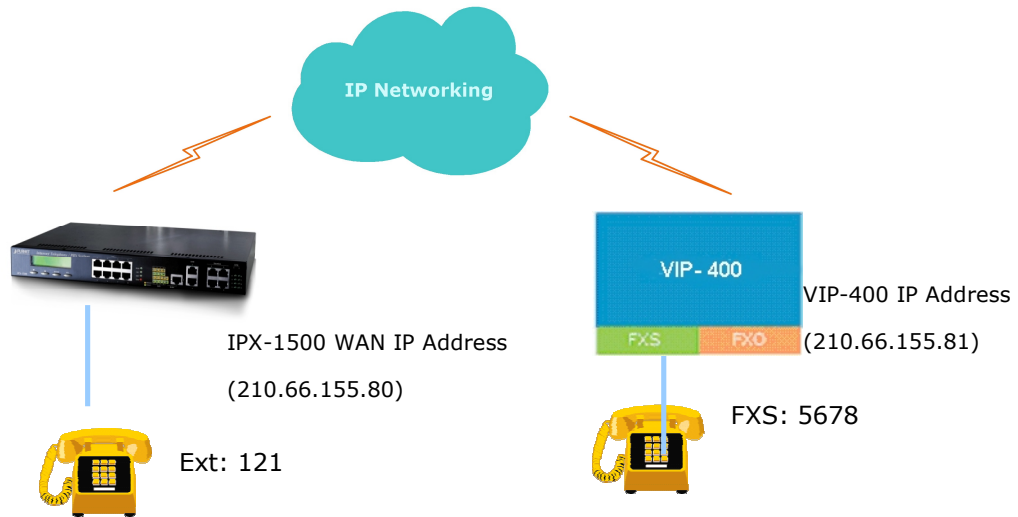 IP Networking
VIP- 400
FXS
FXO
VIP-400 IP Address
(210.66.155.81)
IPX-1500 WAN IP Address
(210.66.155.80)
FXS: 5678
Ext: 121